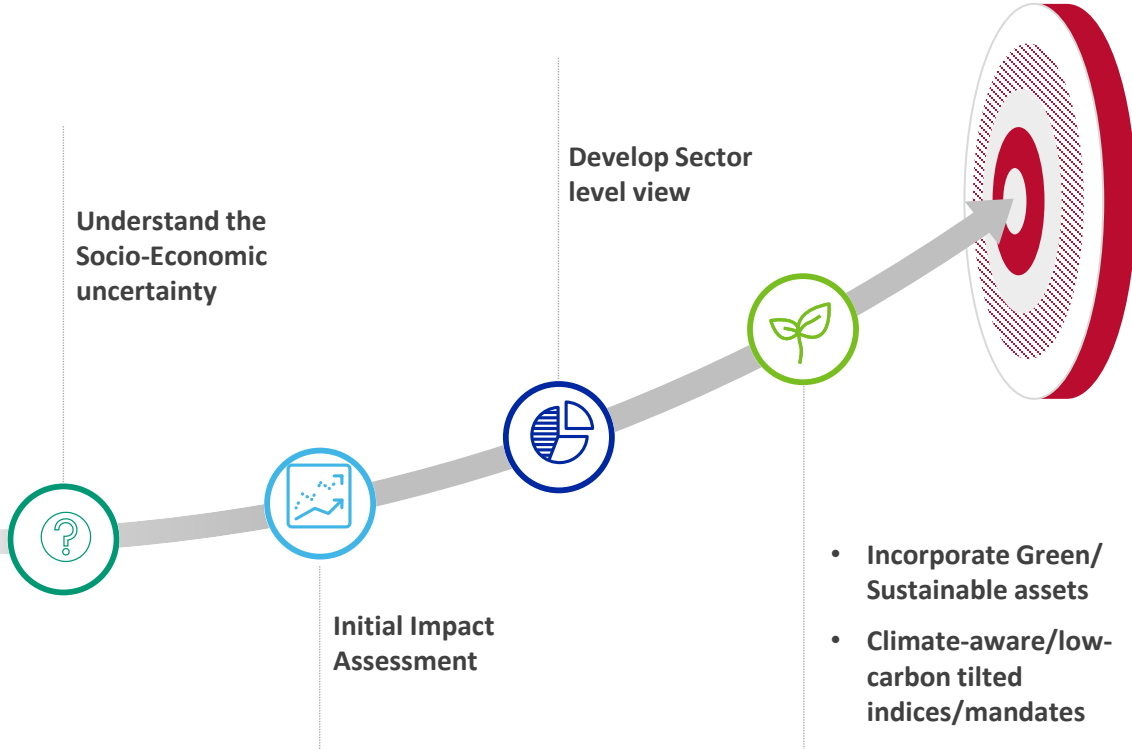 Understand the
Socio-Economic
uncertainty
Initial Impact
Assessment
Develop Sector
level view
• Incorporate Green/
Sustainable assets
• Climate-aware/low-
carbon tilted
indices/mandates
?